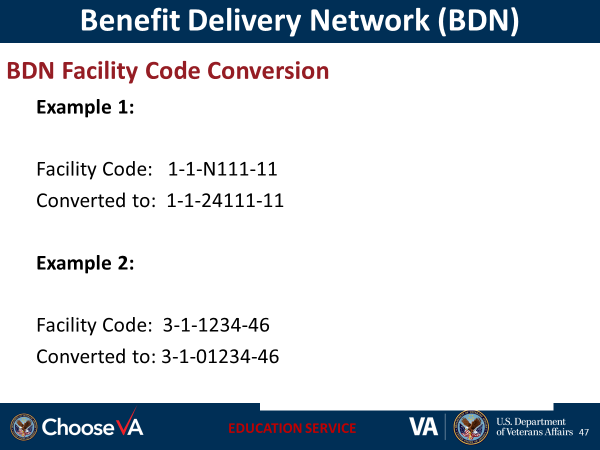 Benefit Delivery Network (BDN)
BDN Facility Code Conversion
Example 1:
Facility Code: 1-1-N111-11
Converted to: 1-1-24111-11
Example 2:
Facility Code: 3-1-1234-46
Converted to: 3-1-01234-46
ChooseVA
EDUCATION SERVICE
VA
U.S. Department
of Veterans Affairs
47